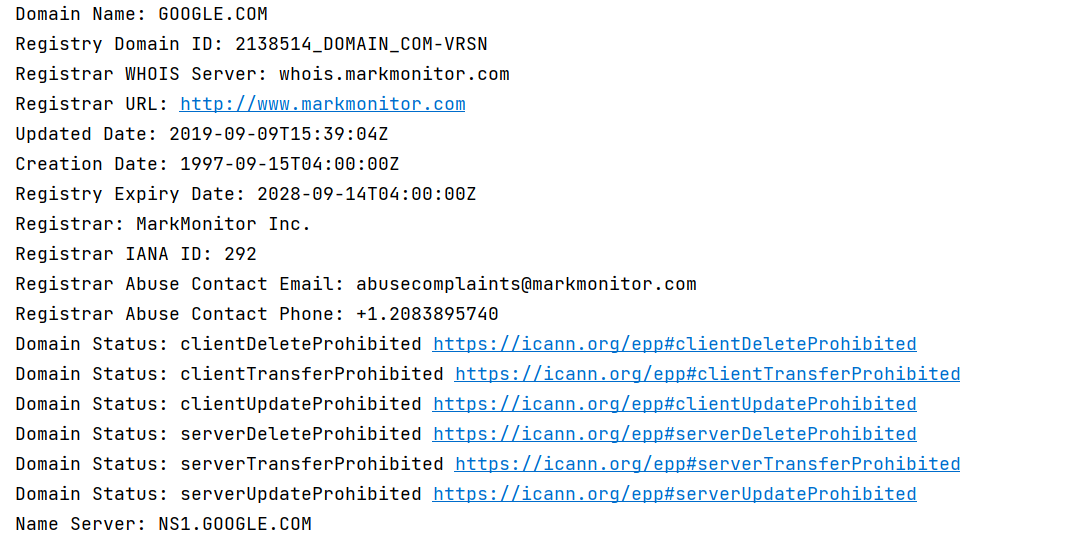 Domain Name: GOOGLE.COM
Registry Domain ID: 2138514_DOMAIN_COM-VRSN
Registrar WHOIS Server: whois.markmonitor.com
Registrar URL: http://www.markmonitor.com
Updated Date: 2019-09-09T15:39:04Z
Creation Date: 1997-09-15T04:00:00Z
Registry Expiry Date: 2028-09-14T04:00:00Z
Registrar: MarkMonitor Inc.
Registrar IANA ID: 292
Registrar Abuse Contact Email: abusecomplaints@markmonitor.com
Registrar Abuse Contact Phone: +1.2083895740
Domain Status: clientDeleteProhibited https://icann.org/epp#clientDeleteProhibited
Domain Status: clientTransferProhibited https://icann.org/epp#clientTransferProhibited
Domain Status: clientUpdateProhibited https://icann.org/epp#clientUpdateProhibited
Domain Status: serverDeleteProhibited https://icann.org/epp#serverDeleteProhibited
Domain Status: serverTransferProhibited https://icann.org/epp#serverTransferProhibited
Domain Status: serverUpdateProhibited https://icann.org/epp#serverUpdateProhibited
Name Server: NS1.GOOGLE.COM